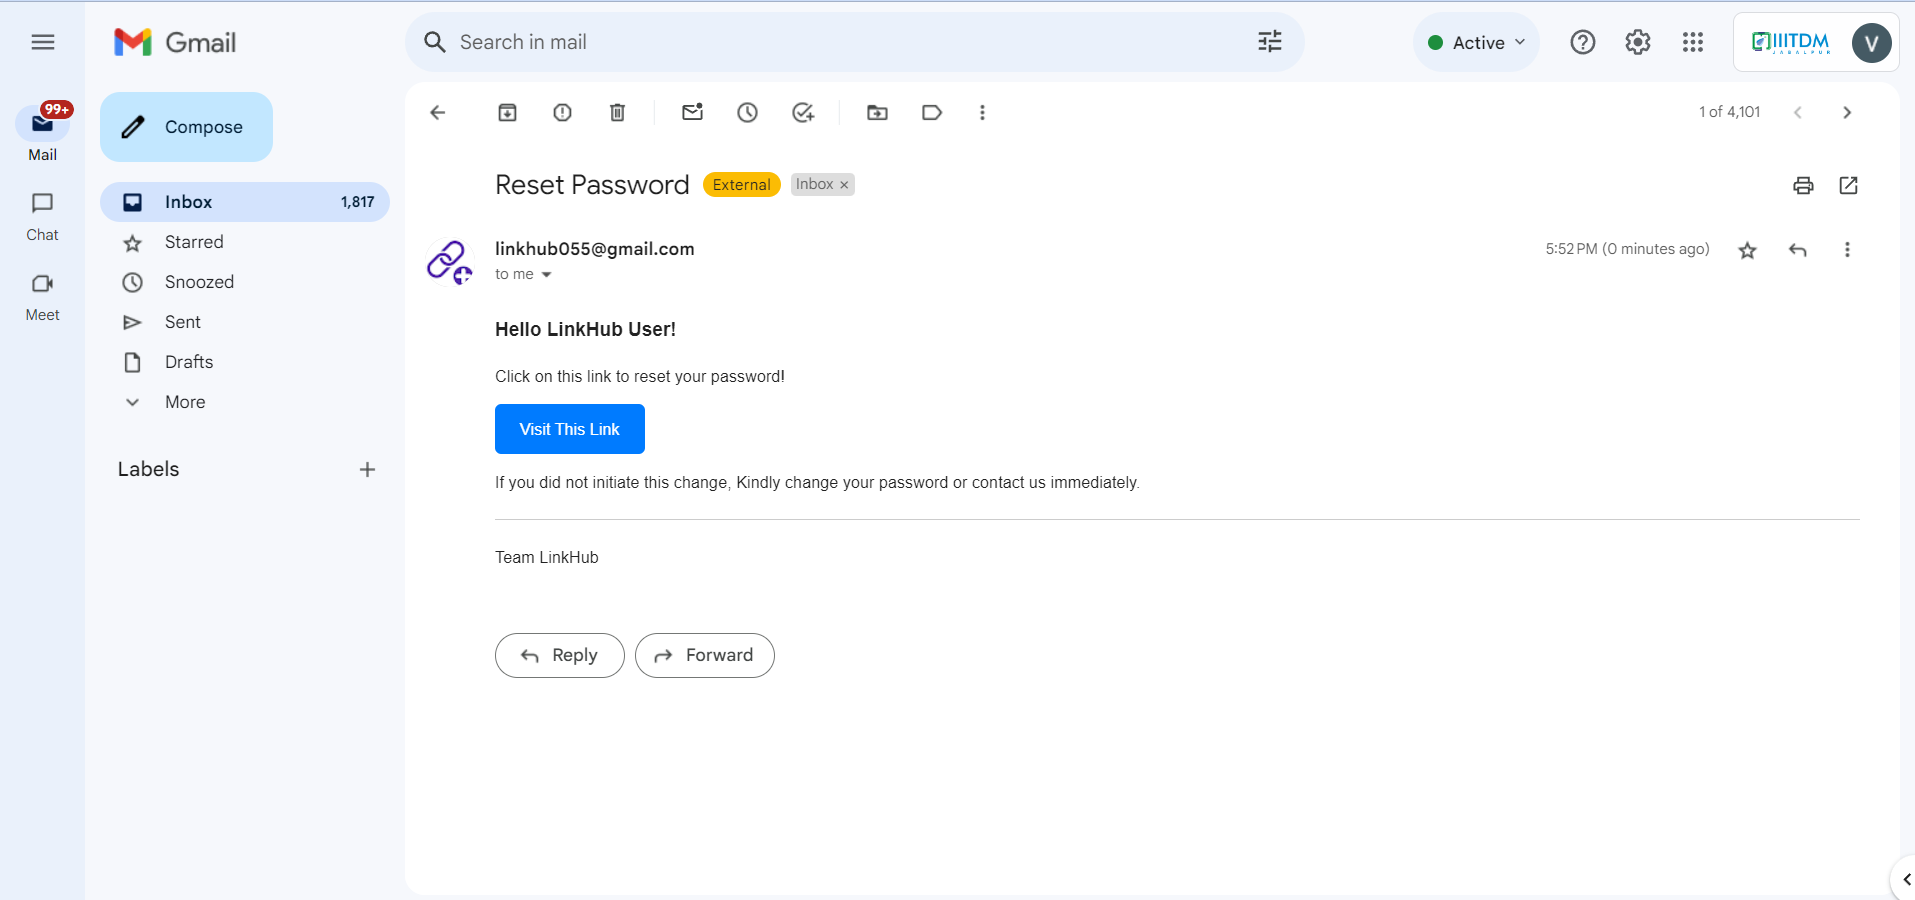 Gmail
Search in mail
Active
IIITDM
JABALPUR
V
99+
Mail
Chat
Meet
Compose
Inbox 1,817
Starred
Snoozed
Sent
Drafts
More
Labels
1 of 4,101
Reset Password External Inbox ×
linkhub055@gmail.com
5:52 PM (0 minutes ago)
to me
Hello LinkHub User!
Click on this link to reset your password!
Visit This Link
If you did not initiate this change, Kindly change your password or contact us immediately.
Team LinkHub
Reply
Forward